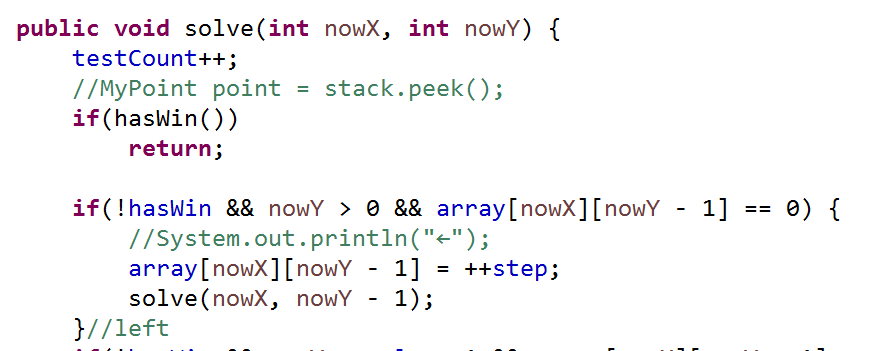 public void solve(int nowX, int nowY) {
testCount++;
//MyPoint point = stack.peek();
if(hasWin())
return;
if(!hasWin && nowY > 0 && array[nowX][nowY - 1] == 0) {
//System.out.println("←");
array[nowX][nowY - 1] = ++step;
solve(nowX, nowY - 1);
}//left